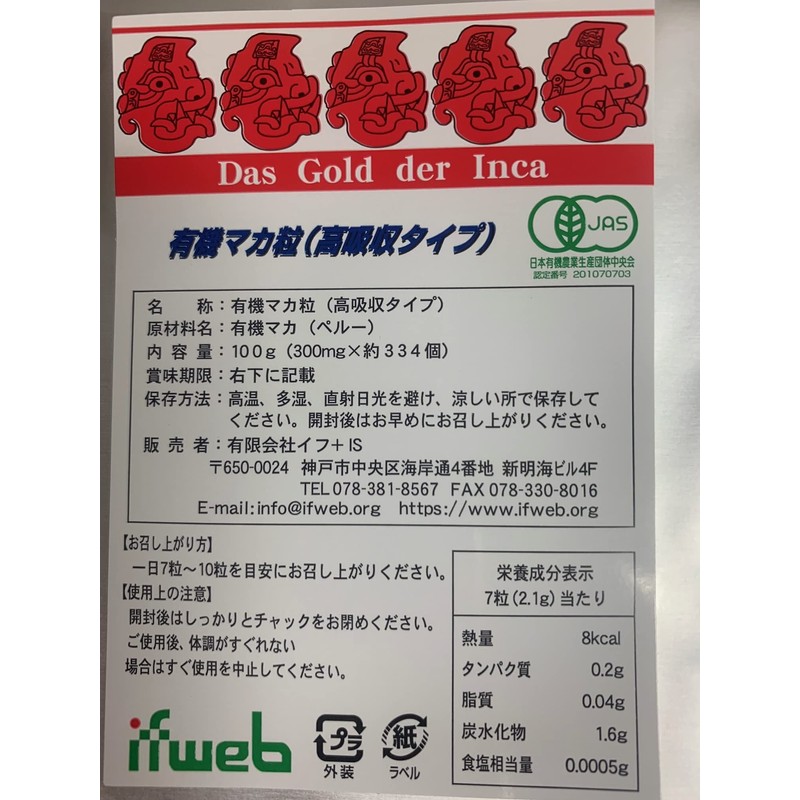 Das Gold der Inca
有機マカ粒(高吸収タイプ)
JAS
日本有機農業生産団体中央会
認定番号 201070703
名 称:有機マカ粒(高吸収タイプ)
原材料名:有機マカ(ペルー)
内 容 量:100g(300mg×約334個)
賞味期限:右下に記載
保存方法:高温、多湿、直射日光を避け、涼しい所で保存して
ください。開封後はお早めにお召し上がりください。
販 売 者:有限会社イフ+IS
〒650-0024 神戸市中央区海岸通4番地 新明海ビル4F
TEL 078-381-8567 FAX 078-330-8016
E-mail:info@ifweb.org https://www.ifweb.org
【お召し上がり方】
一日7粒〜10粒を目安にお召し上がりください。
【使用上の注意】
開封後はしっかりとチャックをお閉めください。
ご使用後、体調がすぐれない
場合はすぐ使用を中止してください。
栄養成分表示
7粒(2.1g)当たり
熱量 8kcal
タンパク質 0.2g
脂質 0.04g
炭水化物 1.6g
食塩相当量 0.0005g
ifweb
プラ
外装
紙
ラベル